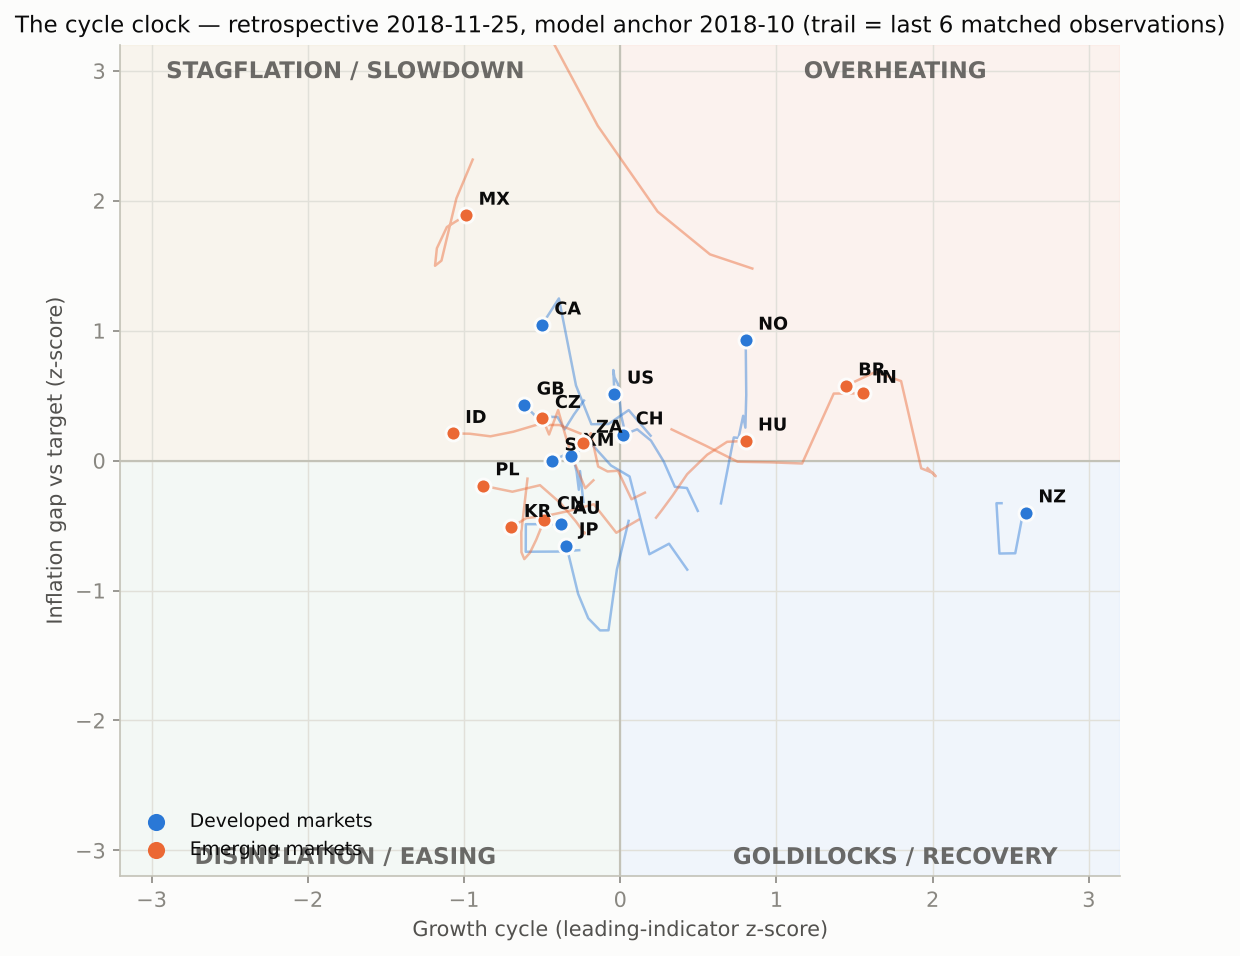 The cycle clock — retrospective 2018-11-25, model anchor 2018-10 (trail = last 6 matched observations)
STAGFLATION / SLOWDOWN
OVERHEATING
MX
CA
NO
US
BR
IN
GB
CZ
ID
CH
HU
ZA
XM
PL
NZ
CN
KR
AU
JP
Developed markets
Emerging markets
DISINFLATION / EASING
GOLDILOCKS / RECOVERY
3
2
1
0
−1
−2
−3
−3
−2
−1
0
1
2
3
Inflation gap vs target (z-score)
Growth cycle (leading-indicator z-score)